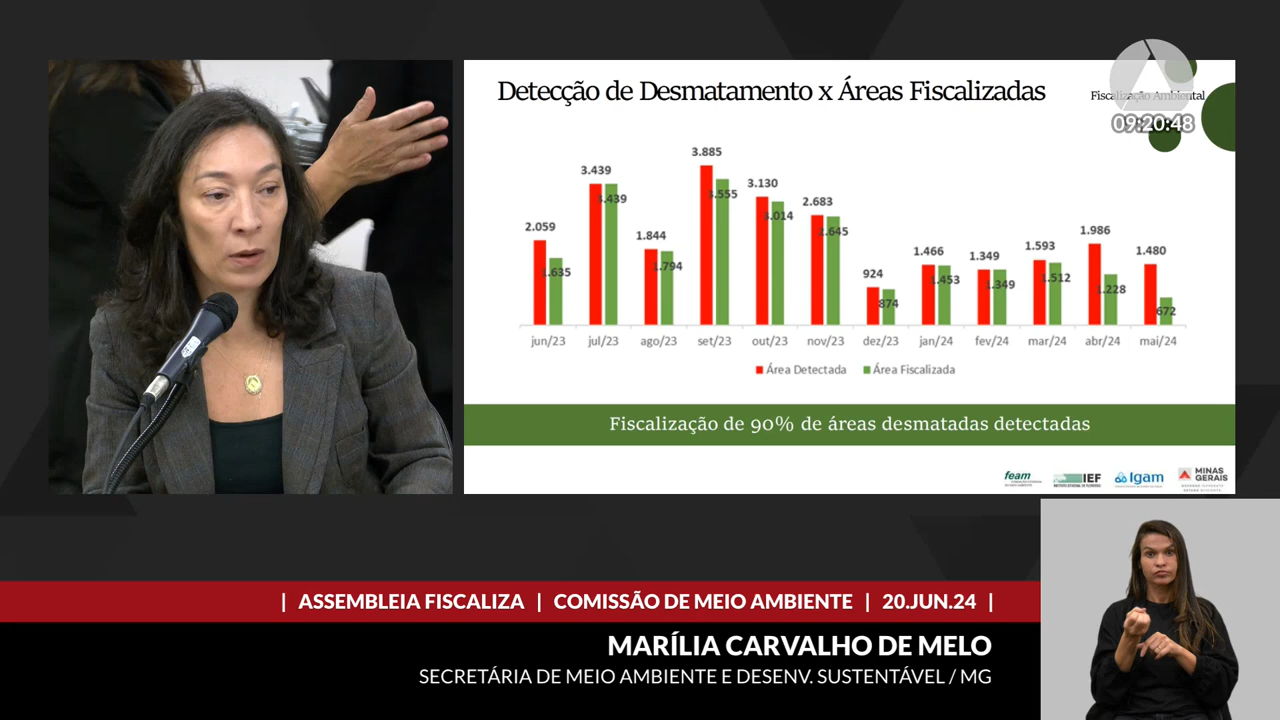 Detecção de Desmatamento x Áreas Fiscalizadas
Fiscalização Ambiental
09:20:48
2.059
1.635
3.439
3.439
1.844
1.794
3.885
3.555
3.130
3.014
2.683
2.645
924
874
1.466
1.453
1.349
1.349
1.593
1.512
1.986
1.228
1.480
672
jun/23 jul/23 ago/23 set/23 out/23 nov/23 dez/23 jan/24 fev/24 mar/24 abr/24 mai/24
Área Detectada Área Fiscalizada
Fiscalização de 90% de áreas desmatadas detectadas
feam
IEF
Igam
MINAS GERAIS
| ASSEMBLEIA FISCALIZA | COMISSÃO DE MEIO AMBIENTE | 20.JUN.24 |
MARÍLIA CARVALHO DE MELO
SECRETÁRIA DE MEIO AMBIENTE E DESENV. SUSTENTÁVEL / MG